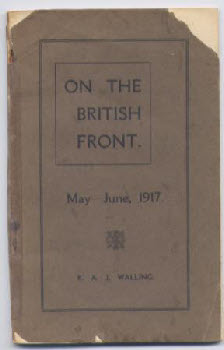 ON THE
BRITISH
FRONT.
May June, 1917.
R. A. J. WALLING.